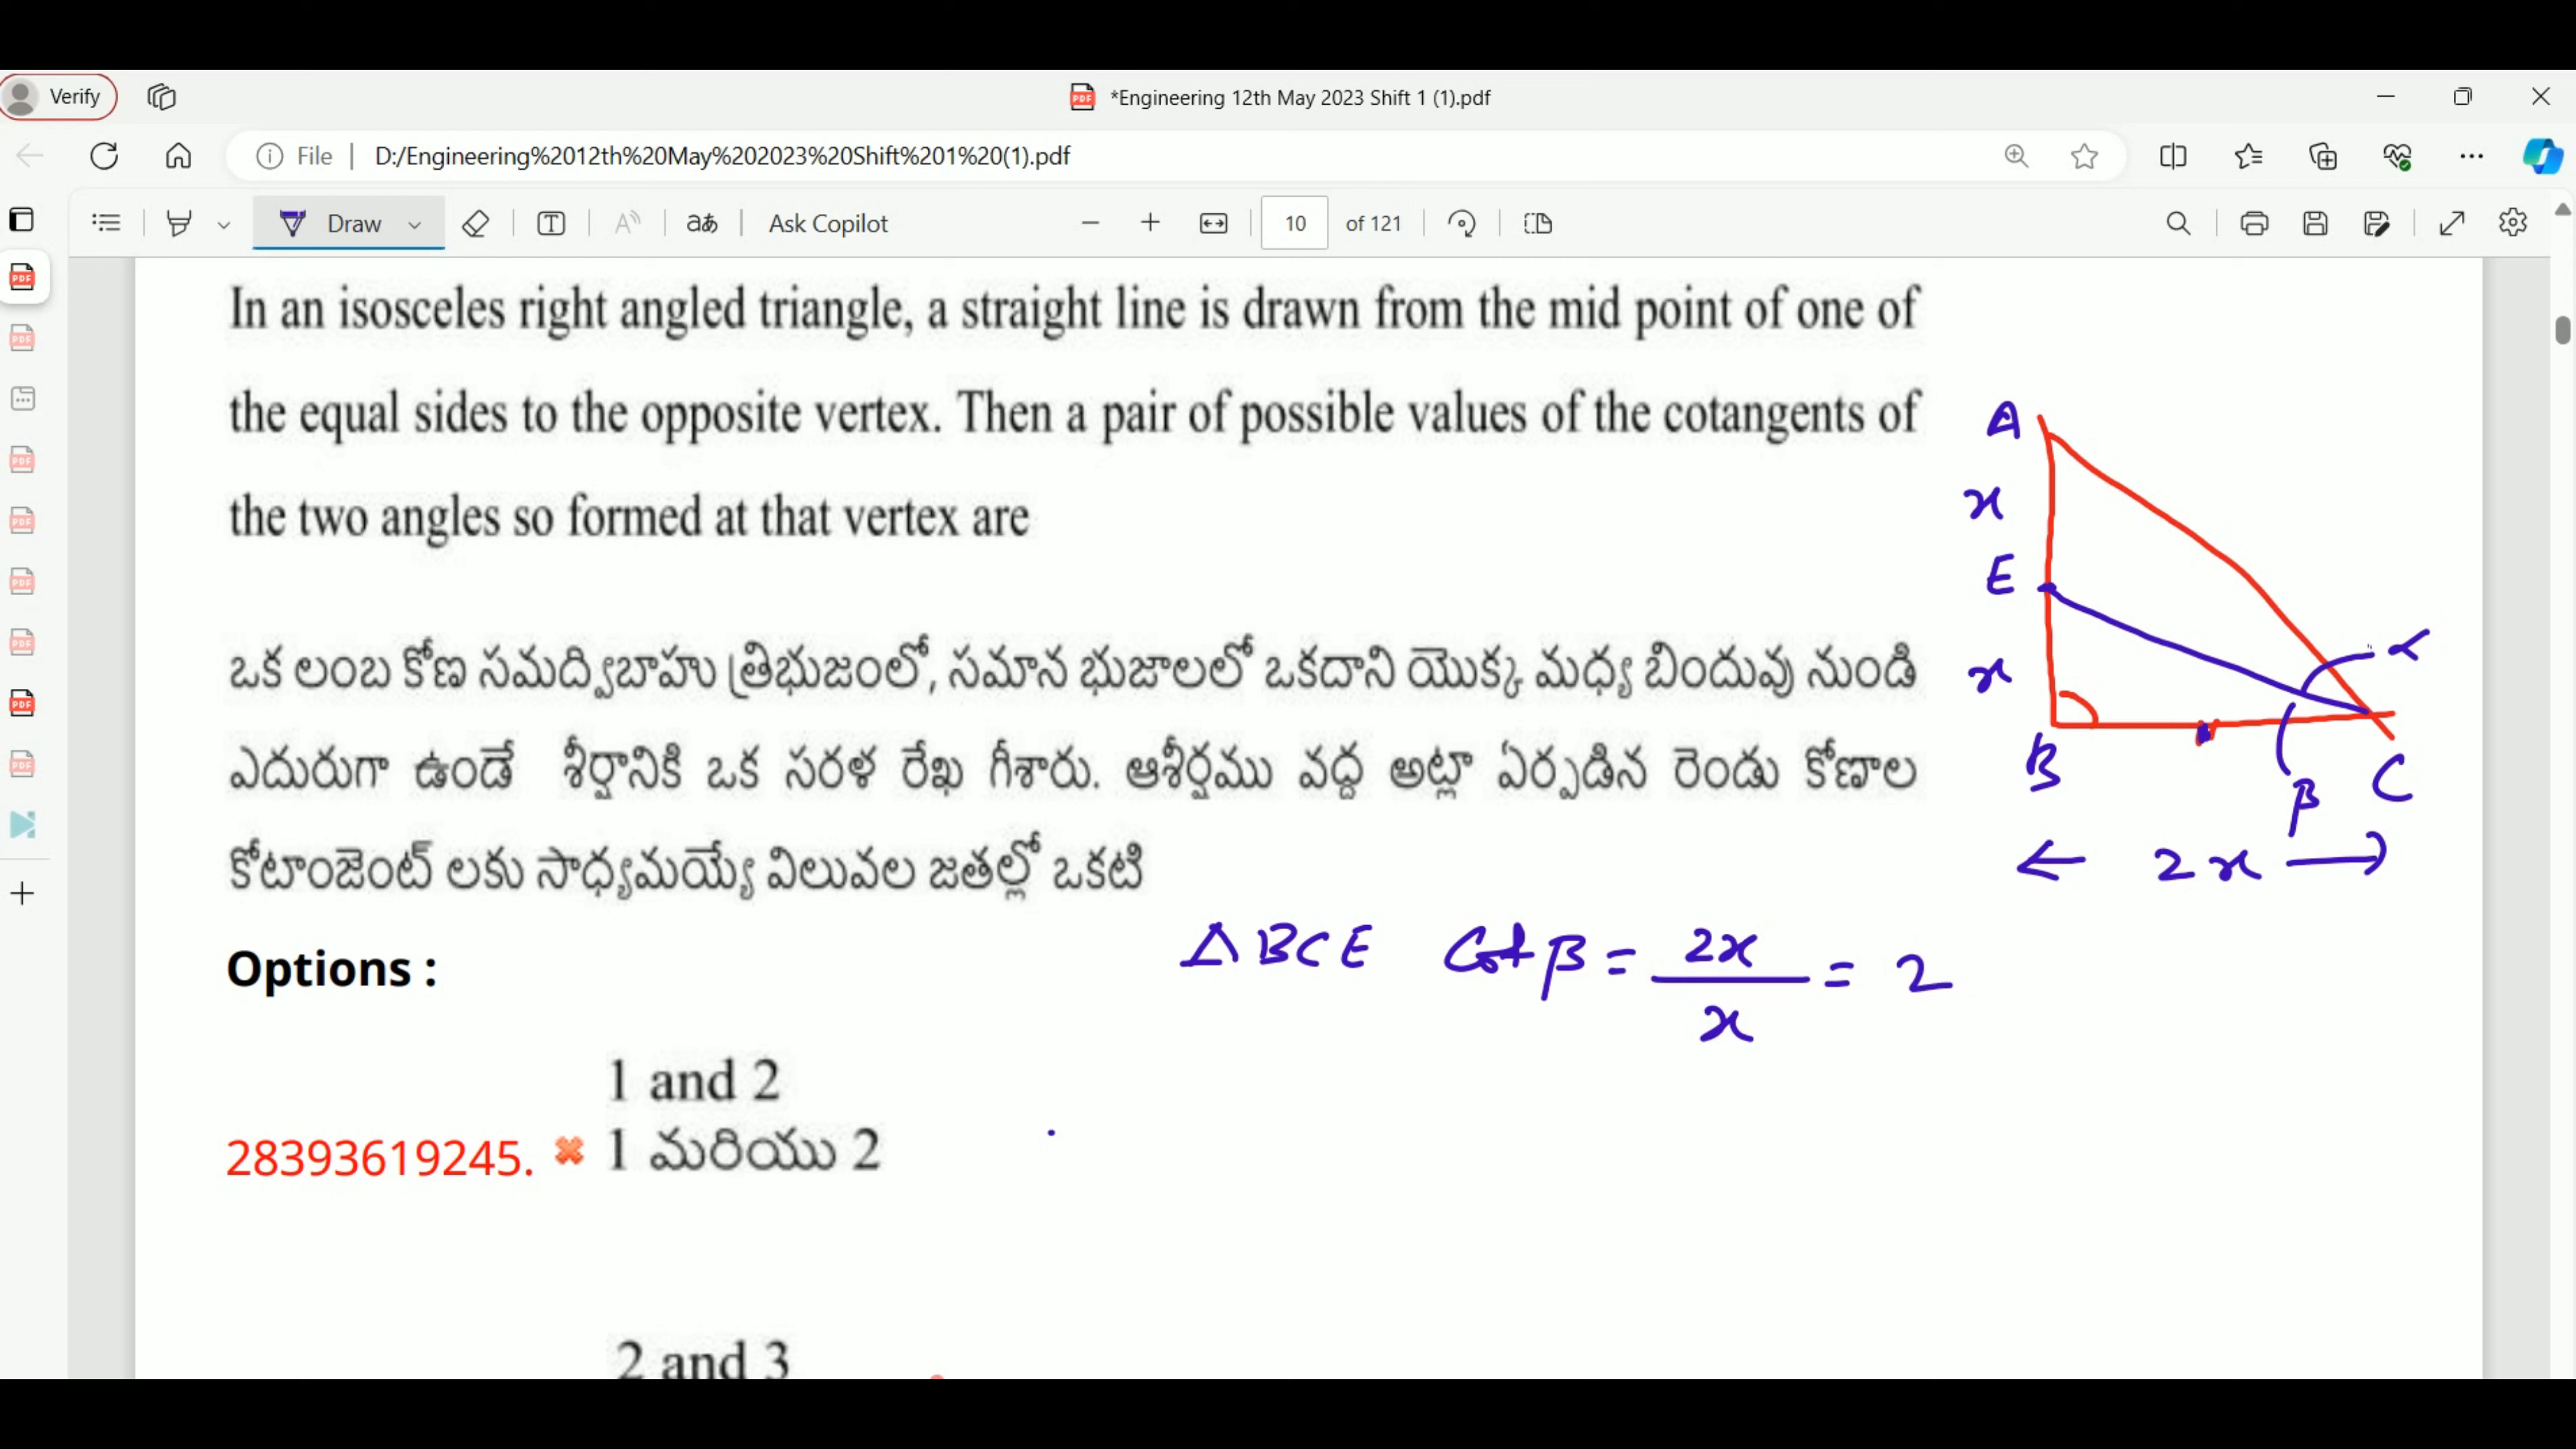 Verify
*Engineering 12th May 2023 Shift 1 (1).pdf
File | D:/Engineering%2012th%20May%202023%20Shift%201%20(1).pdf
Draw
aあ
Ask Copilot
10 of 121
In an isosceles right angled triangle, a straight line is drawn from the mid point of one of
the equal sides to the opposite vertex. Then a pair of possible values of the cotangents of
the two angles so formed at that vertex are
ఒక లంబ కోణ సమద్విబాహు త్రిభుజంలో, సమాన భుజాలలో ఒకదాని యొక్క మధ్య బిందువు నుండి
ఎదురుగా ఉండే శీర్షానికి ఒక సరళ రేఖ గీశారు. ఆశీర్షము వద్ద అట్లా ఏర్పడిన రెండు కోణాల
కోటాంజెంట్ లకు సాధ్యమయ్యే విలువల జతల్లో ఒకటి
A
x
E
x
α
B
β
C
← 2x →
Δ BCE Cot β = 2x / x = 2
Options :
1 and 2
28393619245. ✖ 1 మరియు 2
2 and 3